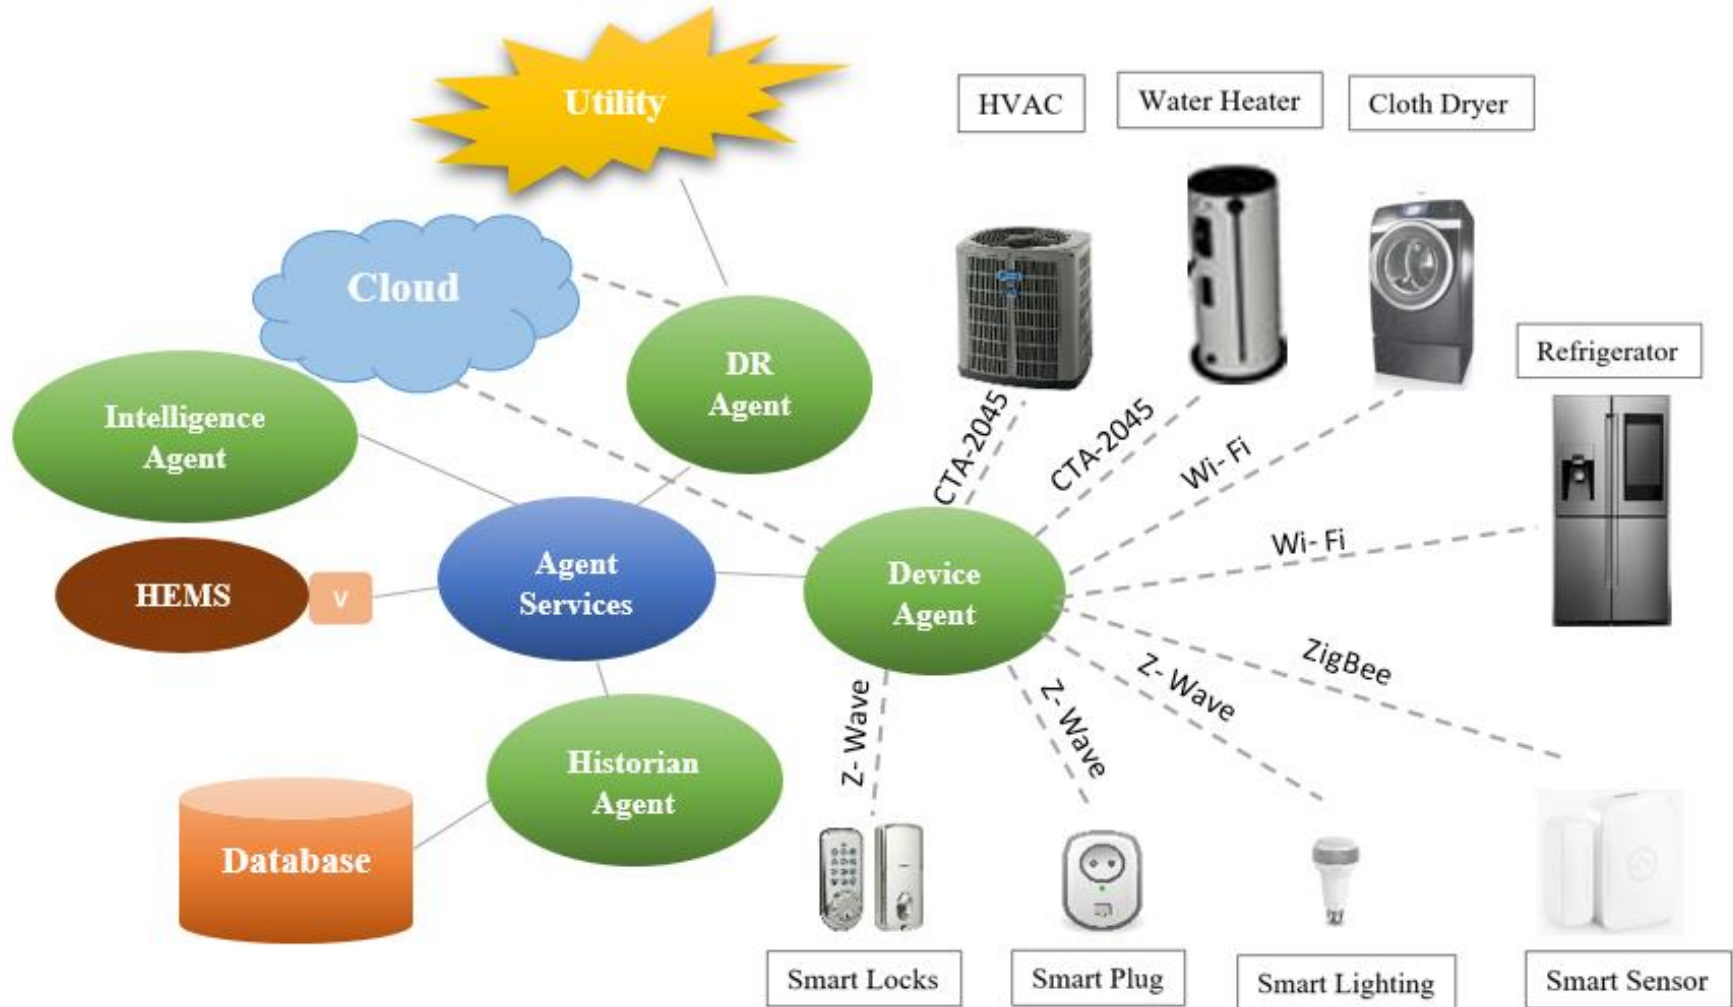 Utility
HVAC
Water Heater
Cloth Dryer
Cloud
Refrigerator
DR
Agent
Intelligence
Agent
CTA-2045
CTA-2045
Wi- Fi
Wi- Fi
Agent
Services
Device
Agent
HEMS
V
ZigBee
Z- Wave
Z- Wave
Z- Wave
Historian
Agent
Database
Smart Locks
Smart Plug
Smart Lighting
Smart Sensor